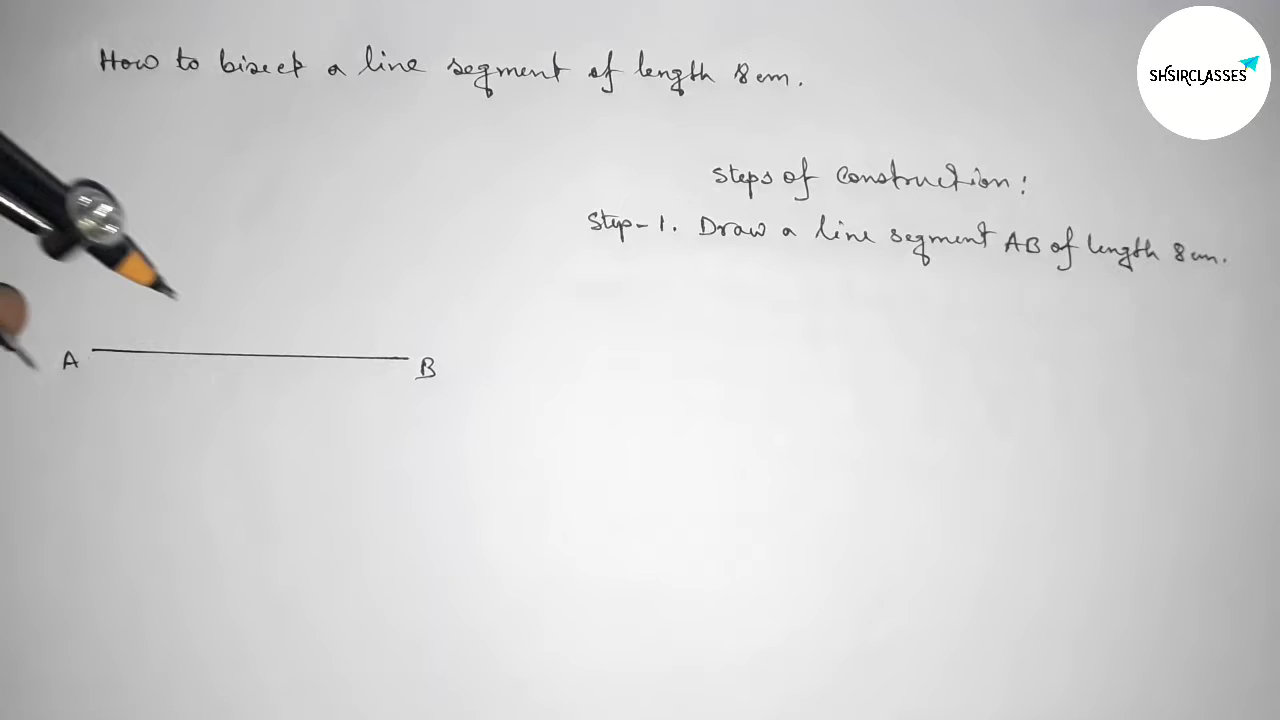 How to bisect a line segment of length 8 cm.
SHSIRCLASSES
Steps of Construction:
Step-1. Draw a line segment AB of length 8 cm.
A
B